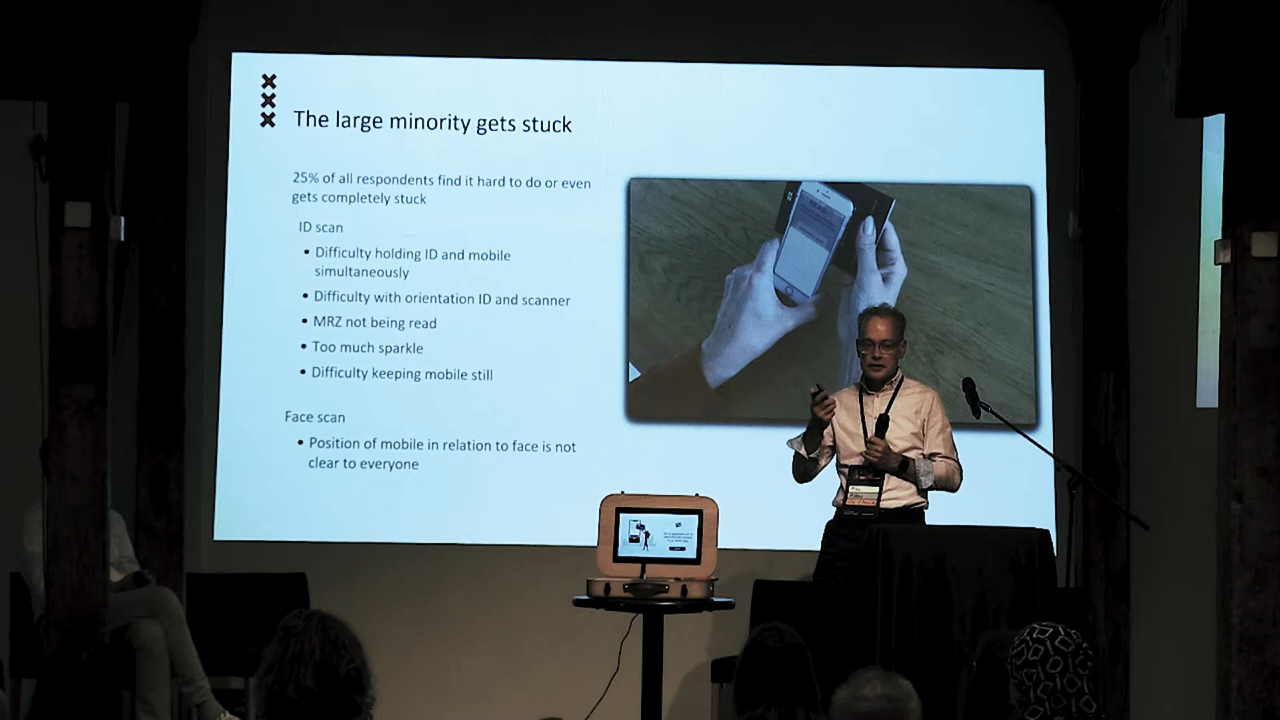 The large minority gets stuck
25% of all respondents find it hard to do or even
gets completely stuck
ID scan
• Difficulty holding ID and mobile
simultaneously
• Difficulty with orientation ID and scanner
• MRZ not being read
• Too much sparkle
• Difficulty keeping mobile still
Face scan
• Position of mobile in relation to face is not
clear to everyone